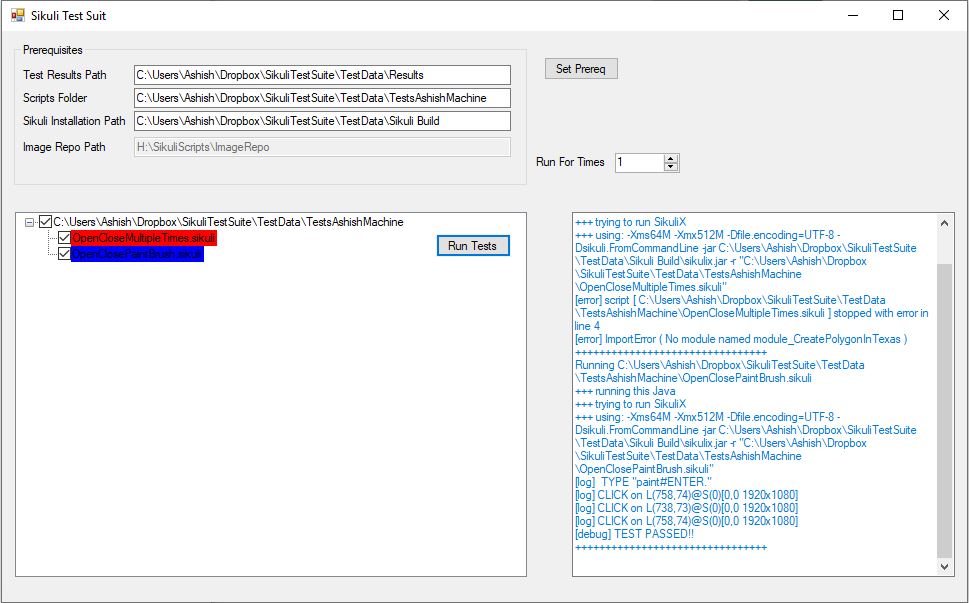 Sikuli Test Suit
Prerequisites
Test Results Path
C:\Users\Ashish\Dropbox\SikuliTestSuite\TestData\Results
Set Prereq
Scripts Folder
C:\Users\Ashish\Dropbox\SikuliTestSuite\TestData\TestsAshishMachine
Sikuli Installation Path
C:\Users\Ashish\Dropbox\SikuliTestSuite\TestData\Sikuli Build
Image Repo Path
H:\SikuliScripts\ImageRepo
Run For Times
1
C:\Users\Ashish\Dropbox\SikuliTestSuite\TestData\TestsAshishMachine
OpenCloseMultipleTimes.sikuli
OpenClosePaintBrush.sikuli
Run Tests
+++ trying to run SikuliX
+++ using: -Xms64M -Xmx512M -Dfile.encoding=UTF-8 -
Dsikuli.FromCommandLine -jar C:\Users\Ashish\Dropbox\SikuliTestSuite
\TestData\Sikuli Build\sikulix.jar -r "C:\Users\Ashish\Dropbox
\SikuliTestSuite\TestData\TestsAshishMachine
\OpenCloseMultipleTimes.sikuli"
[error] script [ C:\Users\Ashish\Dropbox\SikuliTestSuite\TestData
\TestsAshishMachine\OpenCloseMultipleTimes.sikuli ] stopped with error in
line 4
[error] ImportError ( No module named module_CreatePolygonInTexas )
++++++++++++++++++++++++++++++++
Running C:\Users\Ashish\Dropbox\SikuliTestSuite\TestData
\TestsAshishMachine\OpenClosePaintBrush.sikuli
+++ running this Java
+++ trying to run SikuliX
+++ using: -Xms64M -Xmx512M -Dfile.encoding=UTF-8 -
Dsikuli.FromCommandLine -jar C:\Users\Ashish\Dropbox\SikuliTestSuite
\TestData\Sikuli Build\sikulix.jar -r "C:\Users\Ashish\Dropbox
\SikuliTestSuite\TestData\TestsAshishMachine
\OpenClosePaintBrush.sikuli"
[log]  TYPE "paint#ENTER."
[log] CLICK on L(758,74)@S(0)[0,0 1920x1080]
[log] CLICK on L(738,73)@S(0)[0,0 1920x1080]
[log] CLICK on L(758,74)@S(0)[0,0 1920x1080]
[debug] TEST PASSED!!
++++++++++++++++++++++++++++++++